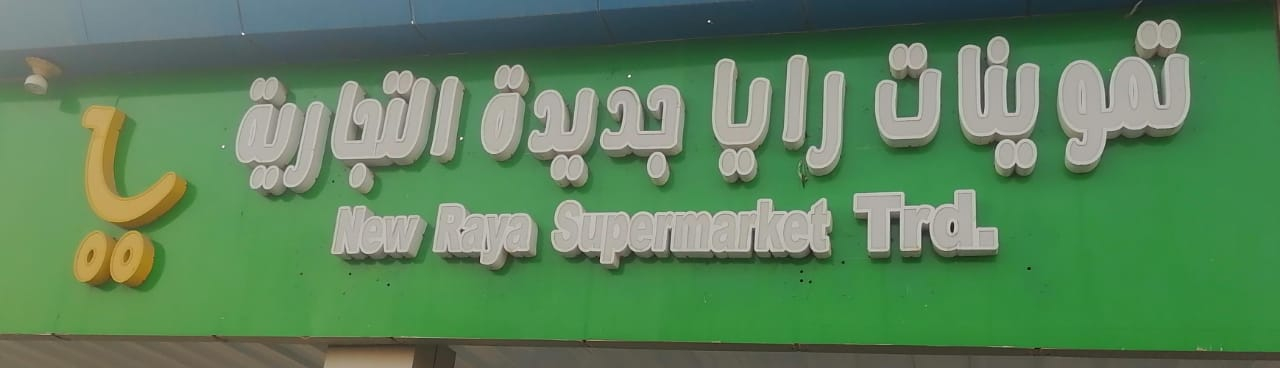 تموينات رايا جديدة التجارية
New Raya Supermarket Trd.